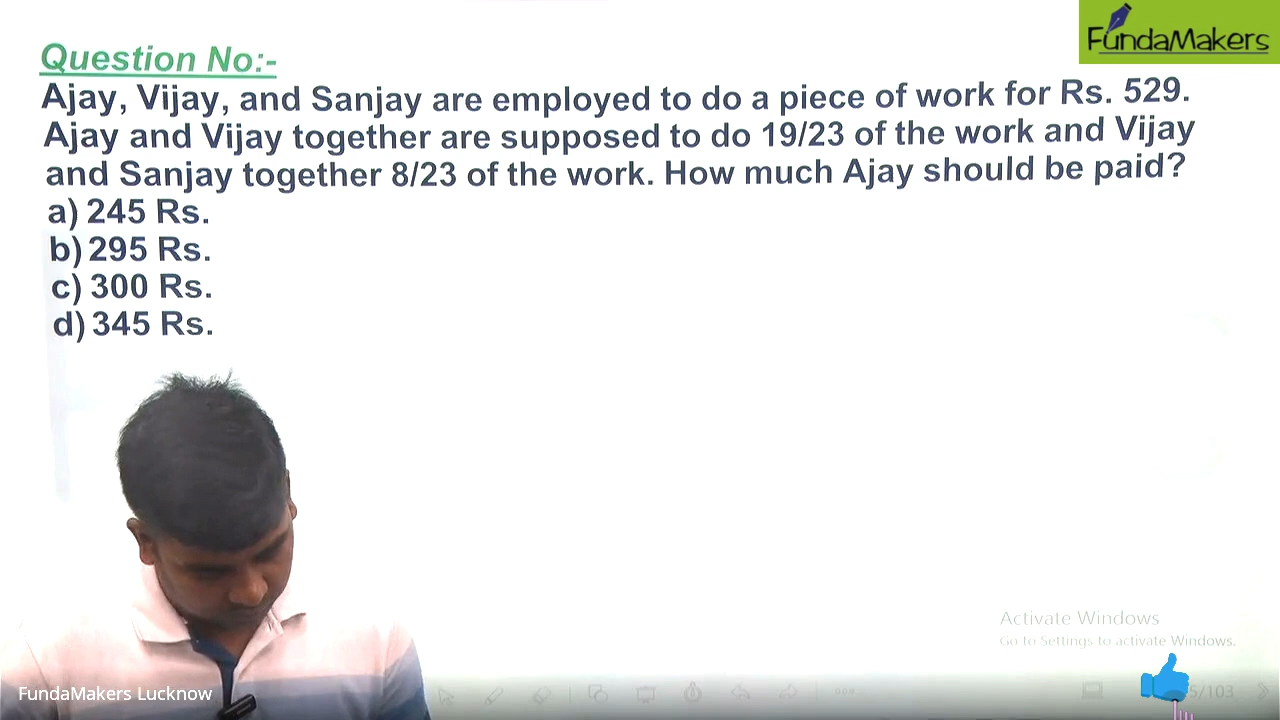 FundaMakers
Question No:-
Ajay, Vijay, and Sanjay are employed to do a piece of work for Rs. 529.
Ajay and Vijay together are supposed to do 19/23 of the work and Vijay
and Sanjay together 8/23 of the work. How much Ajay should be paid?
a) 245 Rs.
b) 295 Rs.
c) 300 Rs.
d) 345 Rs.
Activate Windows
Go to Settings to activate Windows.
FundaMakers Lucknow
5/103